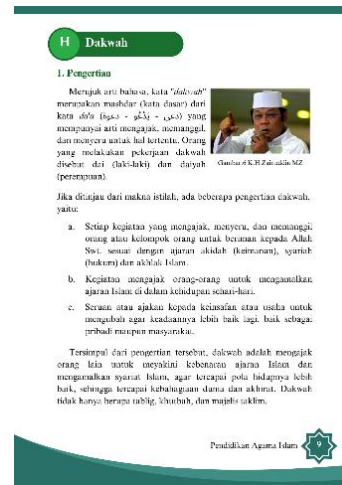 H Dakwah
1. Pengertian
Merujuk arti bahasa, kata "dakwah"
merupakan mashdar (kata dasar) dari
kata da'a (دعى - يدعو - دعوة) yang
mempunyai arti mengajak, memanggil,
dan menyeru untuk hal tertentu. Orang
yang melakukan pekerjaan dakwah
disebut dai (laki-laki) dan daiyah
(perempuan).
Gambar 6 K.H Zainuddin MZ
Jika ditinjau dari makna istilah, ada beberapa pengertian dakwah,
yaitu:
a. Setiap kegiatan yang mengajak, menyeru, dan memanggil
orang atau kelompok orang untuk beriman kepada Allah
Swt. sesuai dengan ajaran akidah (keimanan), syariah
(hukum) dan akhlak Islam.
b. Kegiatan mengajak orang-orang untuk mengamalkan
ajaran Islam di dalam kehidupan sehari-hari.
c. Seruan atau ajakan kepada keinsafan atau usaha untuk
mengubah agar keadaannya lebih baik lagi, baik sebagai
pribadi maupun masyarakat.
Tersimpul dari pengertian tersebut, dakwah adalah mengajak
orang lain untuk meyakini kebenaran ajaran Islam dan
mengamalkan syariat Islam, agar tercapai pola hidupnya lebih
baik, sehingga tercapai kebahagiaan dunia dan akhirat. Dakwah
tidak hanya berupa tablig, khutbah, dan majelis taklim.
Pendidikan Agama Islam 9